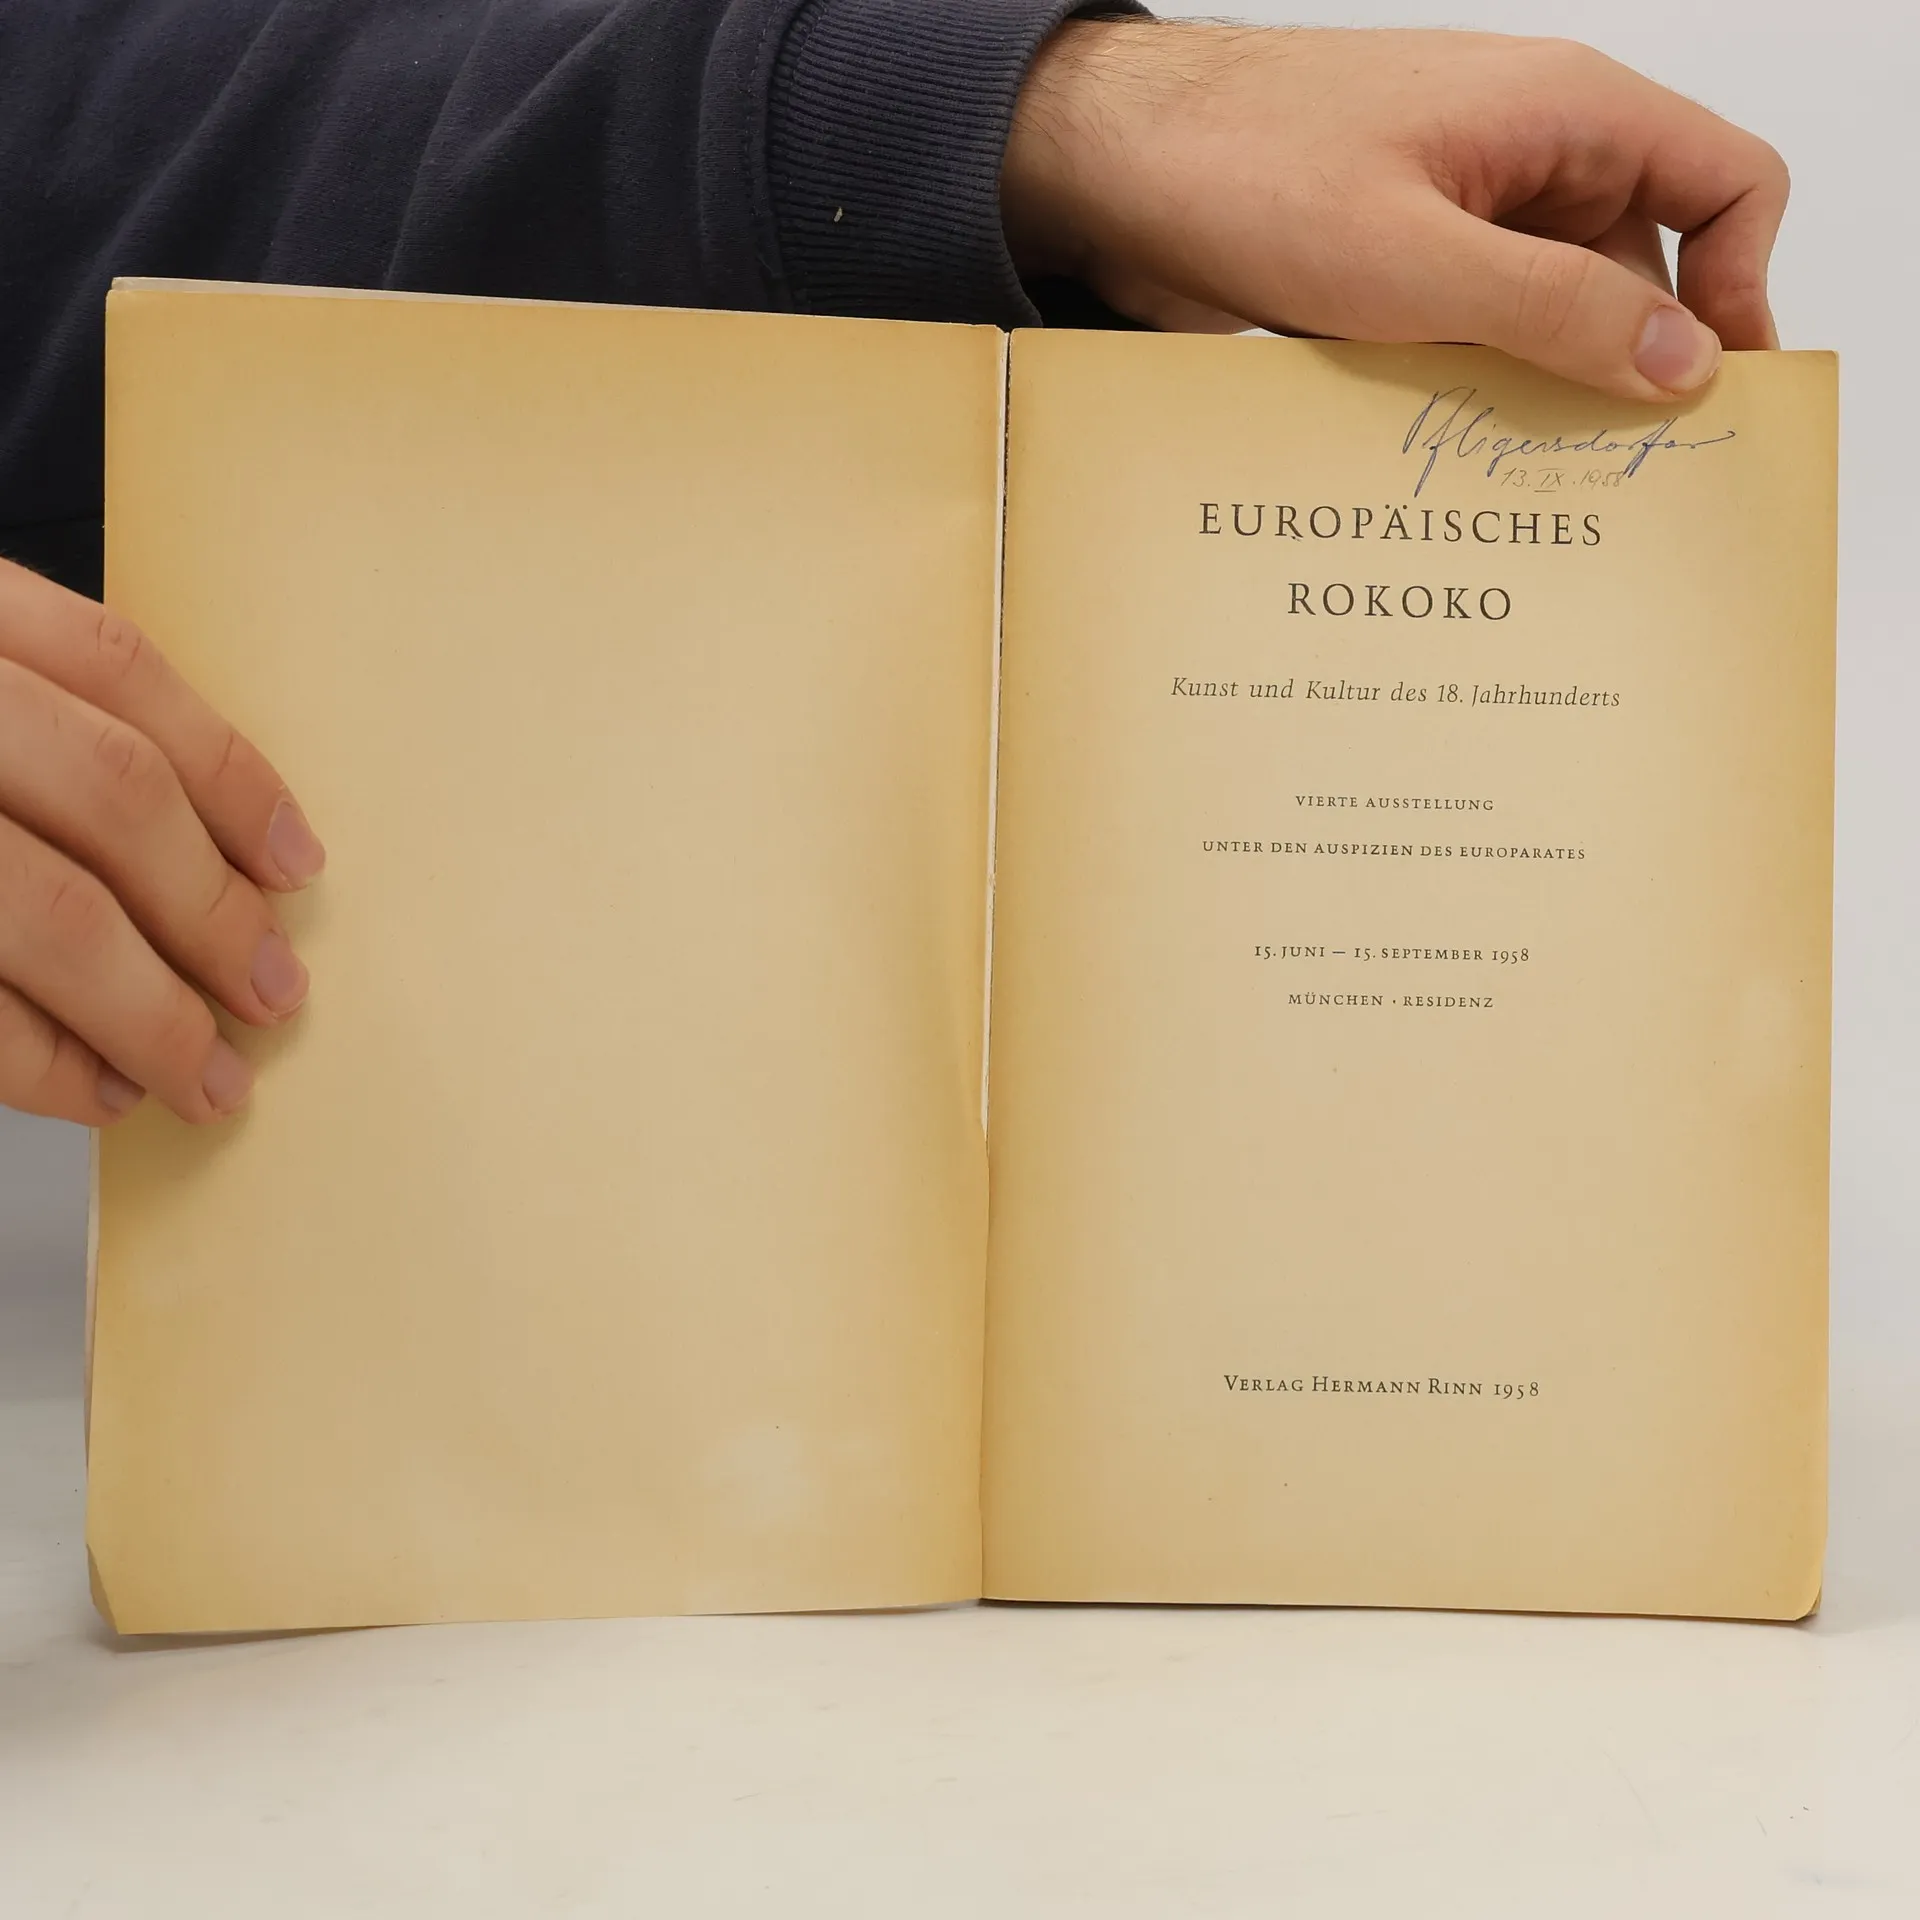 Pfligersdorffer
13. IX. 1958
EUROPÄISCHES
ROKOKO
Kunst und Kultur des 18. Jahrhunderts
VIERTE AUSSTELLUNG
UNTER DEN AUSPIZIEN DES EUROPARATES
15. JUNI — 15. SEPTEMBER 1958
MÜNCHEN · RESIDENZ
VERLAG HERMANN RINN 1958